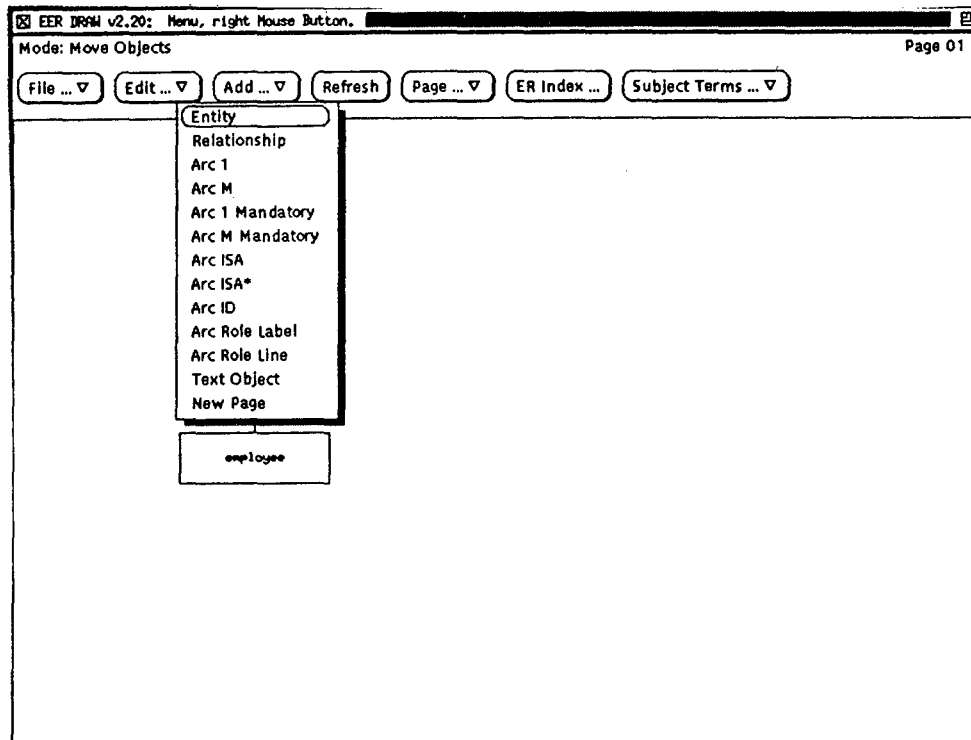 EER DRAW v2.20: Menu, right Mouse Button.
Mode: Move Objects Page 01
File ... Edit ... Add ... Refresh Page ... ER Index ... Subject Terms ...
Entity
Relationship
Arc 1
Arc M
Arc 1 Mandatory
Arc M Mandatory
Arc ISA
Arc ISA*
Arc ID
Arc Role Label
Arc Role Line
Text Object
New Page
employee